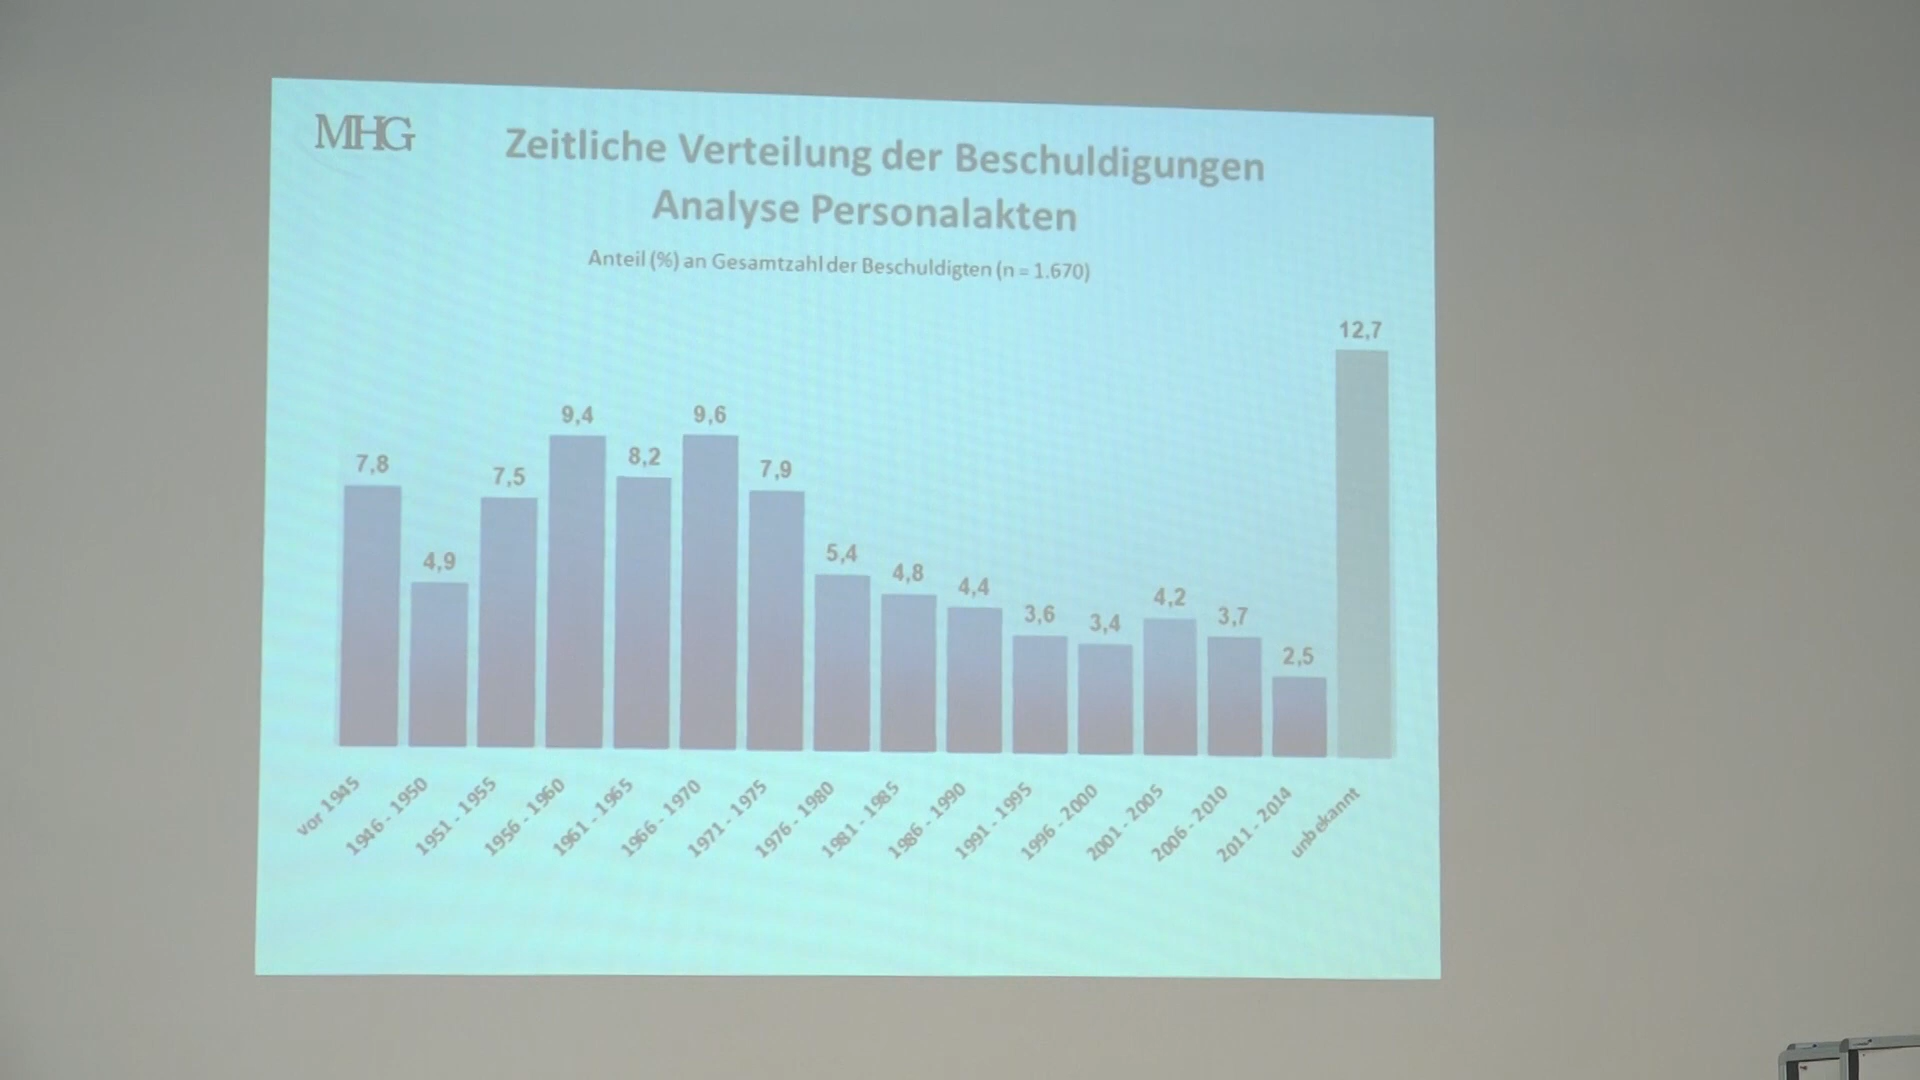 MHG
Zeitliche Verteilung der Beschuldigungen
Analyse Personalakten
Anteil (%) an Gesamtzahl der Beschuldigten (n = 1.670)
7,8
4,9
7,5
9,4
8,2
9,6
7,9
5,4
4,8
4,4
3,6
3,4
4,2
3,7
2,5
12,7
vor 1945
1946 - 1950
1951 - 1955
1956 - 1960
1961 - 1965
1966 - 1970
1971 - 1975
1976 - 1980
1981 - 1985
1986 - 1990
1991 - 1995
1996 - 2000
2001 - 2005
2006 - 2010
2011 - 2014
unbekannt